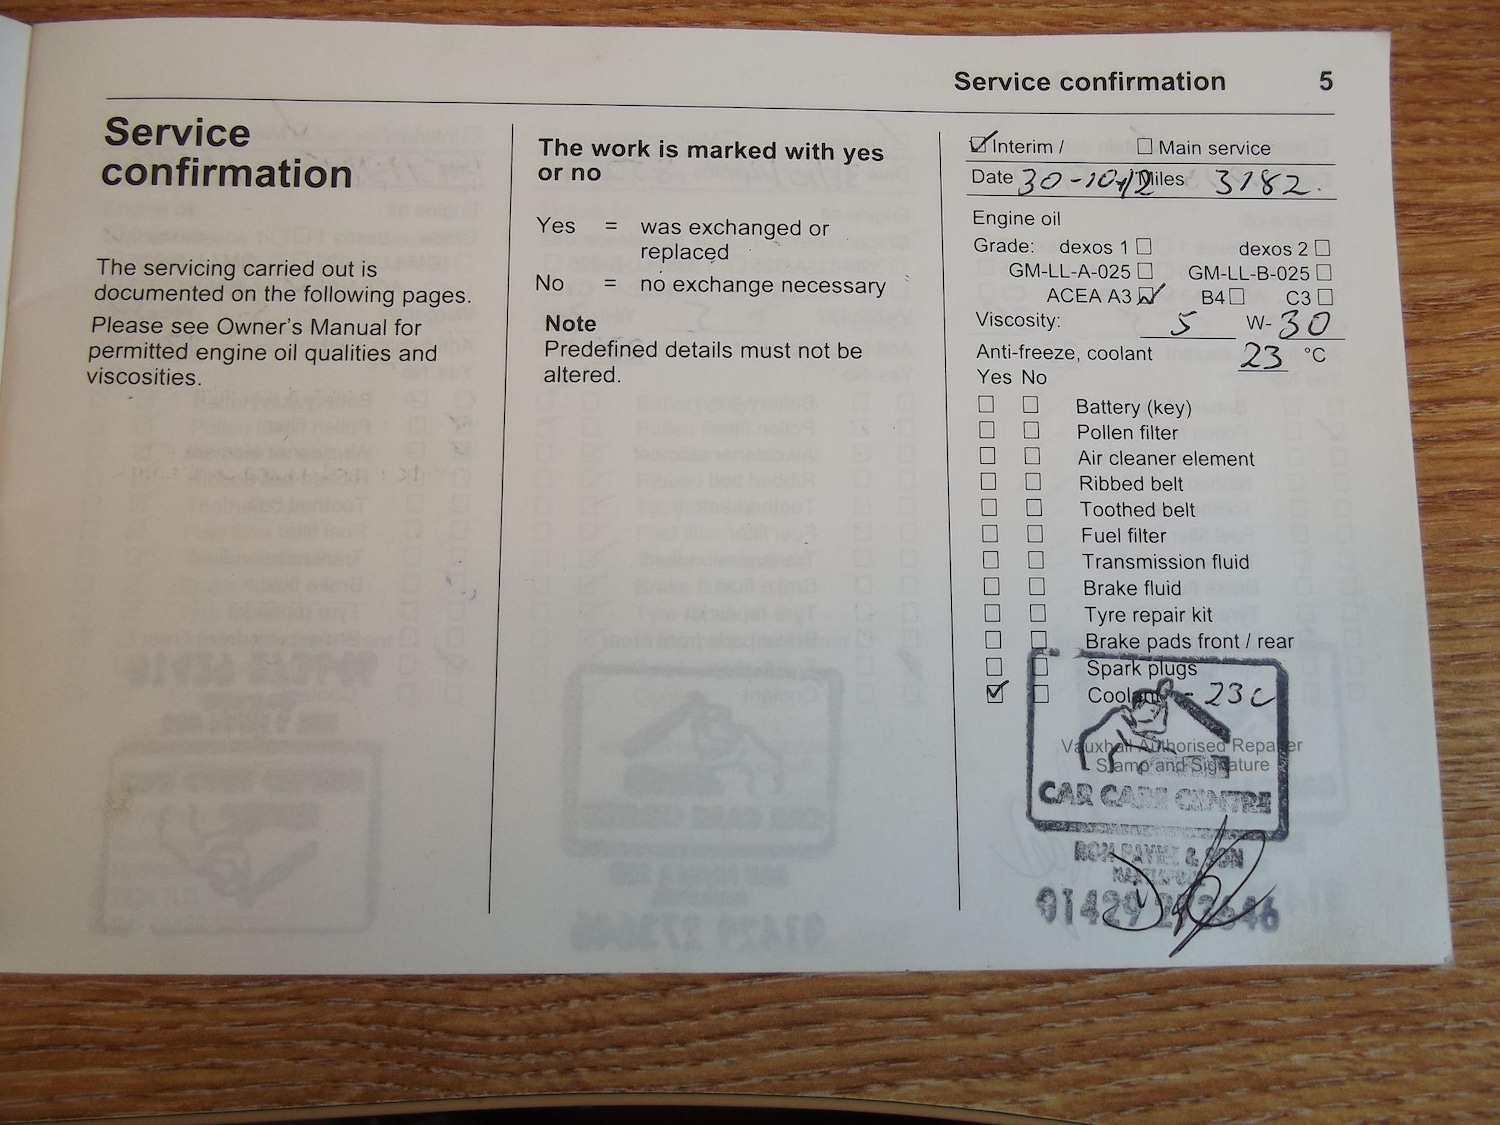 Service confirmation 5
Service
confirmation
The servicing carried out is
documented on the following pages.
Please see Owner's Manual for
permitted engine oil qualities and
viscosities.
The work is marked with yes
or no
Yes = was exchanged or
replaced
No = no exchange necessary
Note
Predefined details must not be
altered.
Interim / Main service
Date 30-10-12 Miles 3182.
Engine oil
Grade: dexos 1 dexos 2
GM-LL-A-025 GM-LL-B-025
ACEA A3 B4 C3
Viscosity: 5 W- 30
Anti-freeze, coolant 23 °C
Yes No
Battery (key)
Pollen filter
Air cleaner element
Ribbed belt
Toothed belt
Fuel filter
Transmission fluid
Brake fluid
Tyre repair kit
Brake pads front / rear
Spark plugs
Coolant - 23c
Vauxhall Authorised Repairer
Stamp and Signature
CAR CARE CENTRE
RON PAYNE & SON
HARTLEPOOL
01429 273646